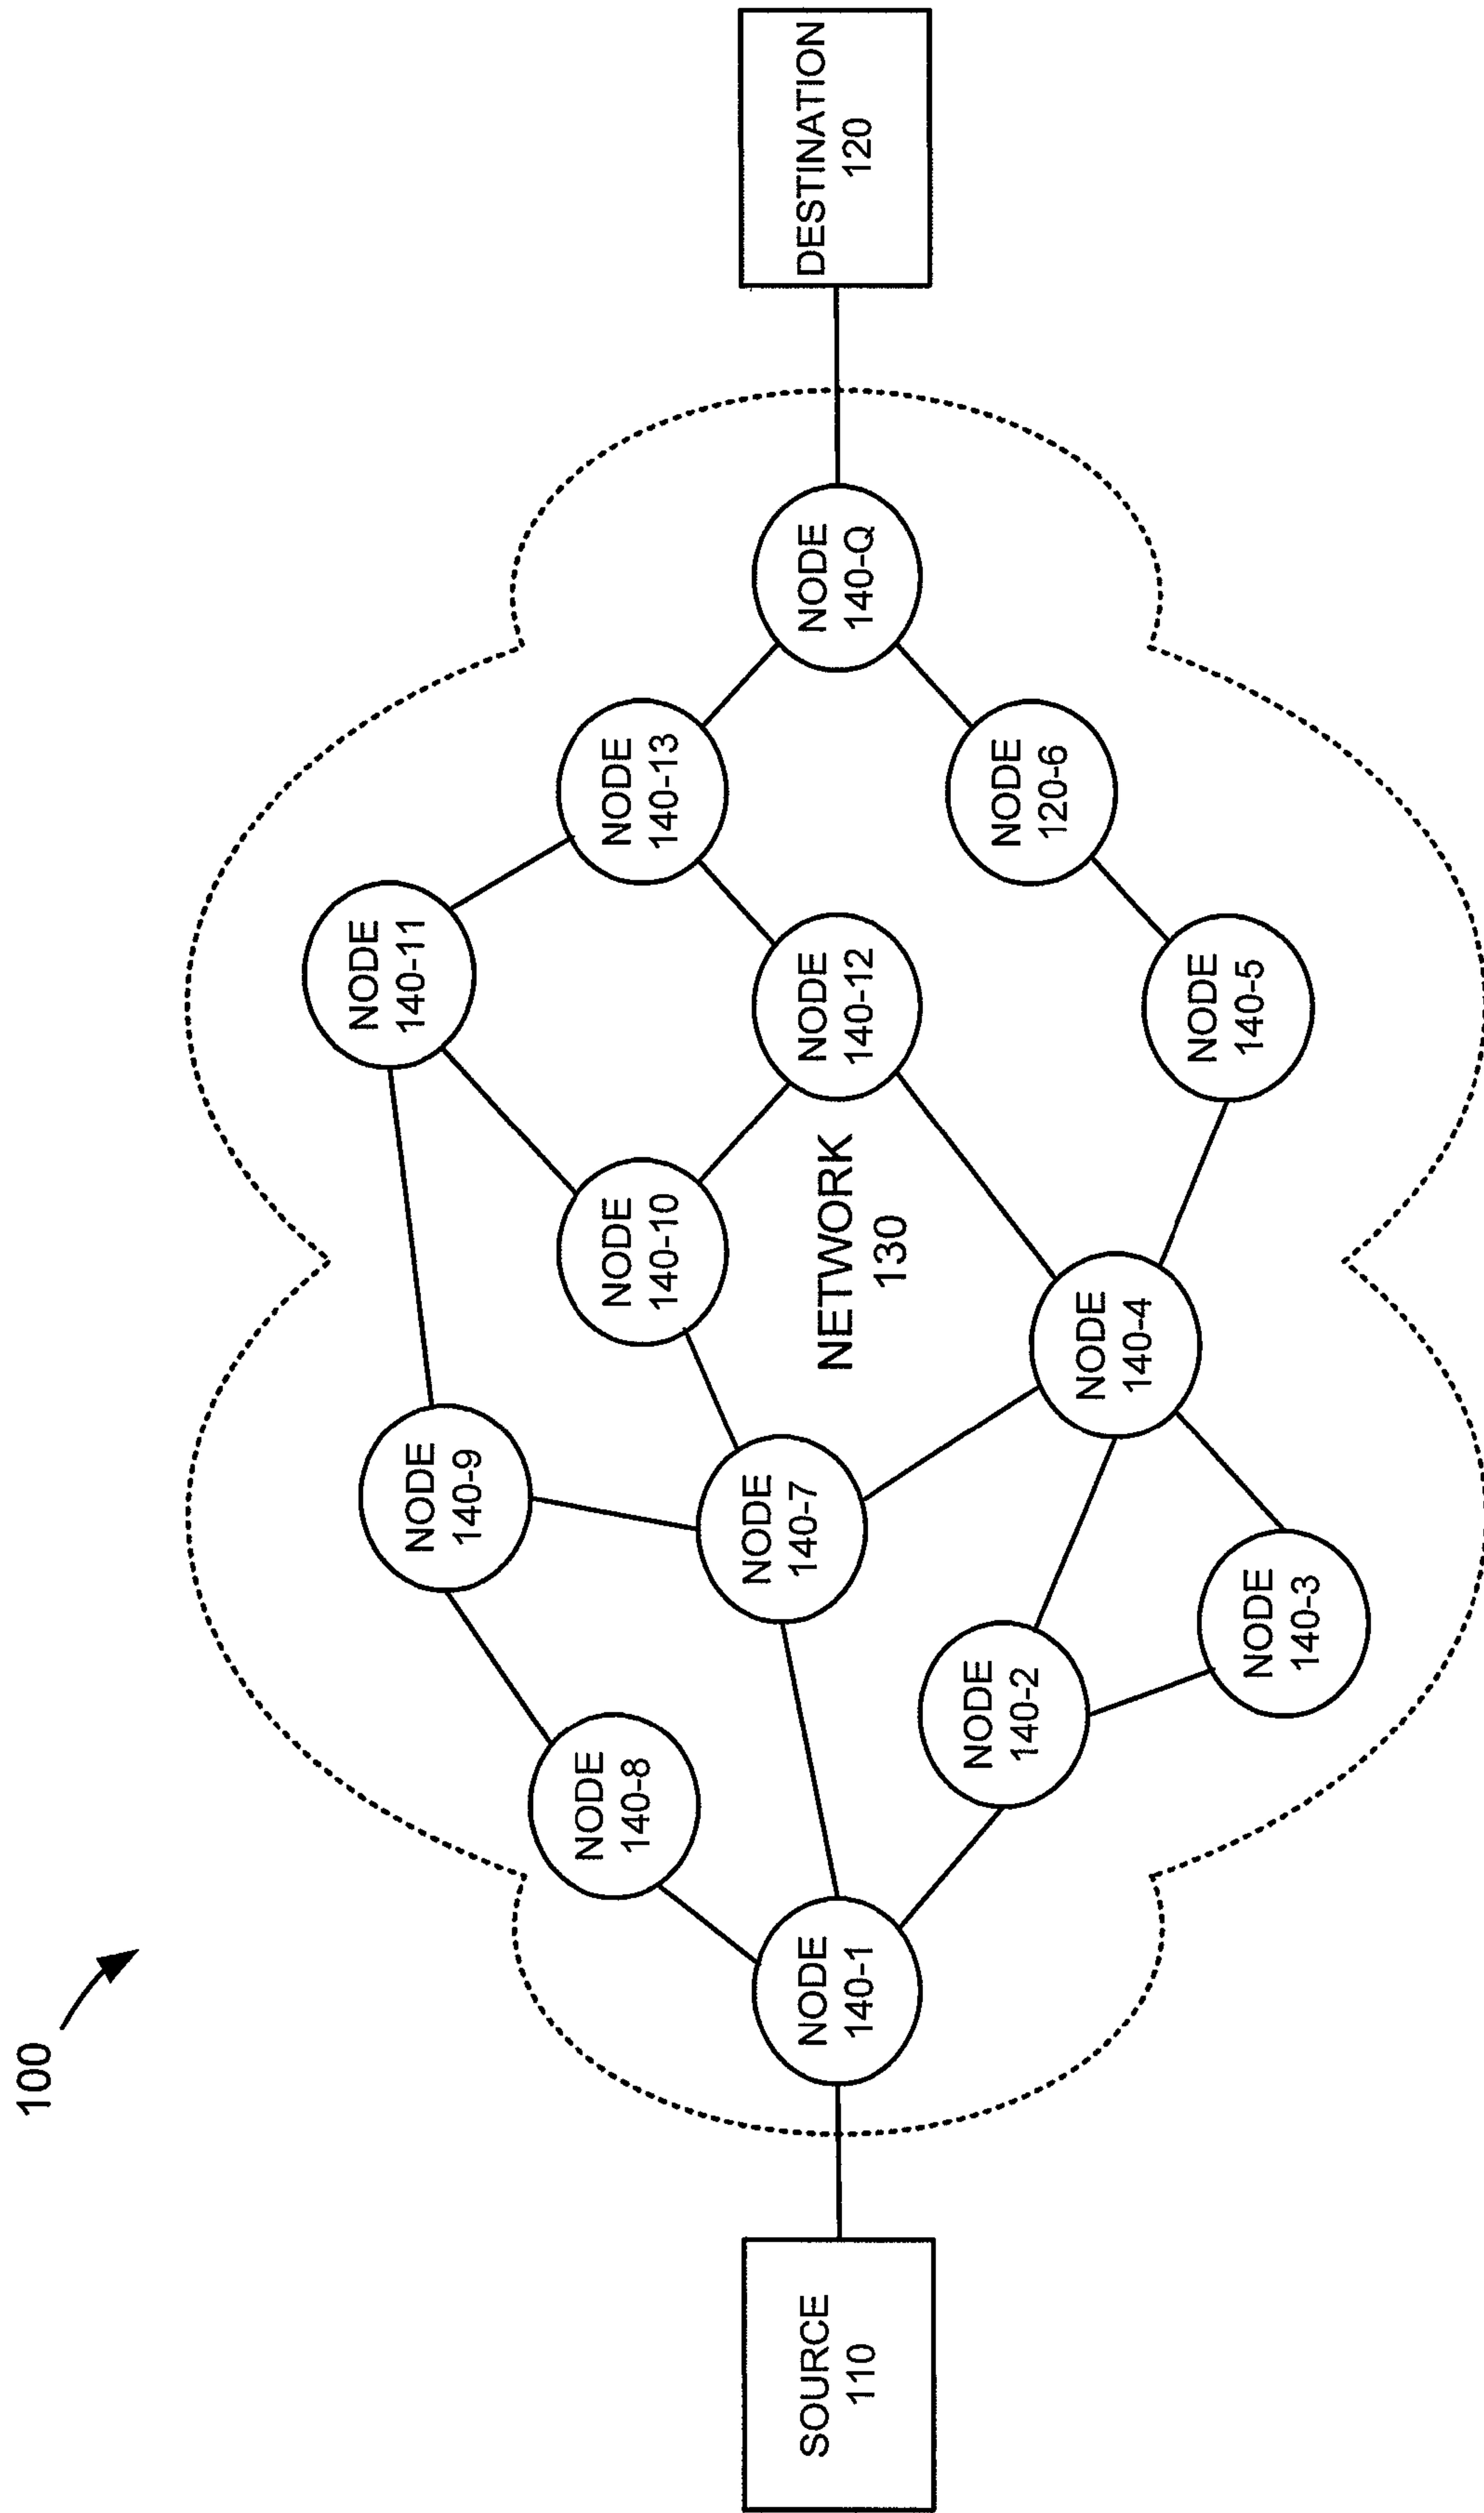 100
SOURCE
110
NODE
140-1
NODE
140-8
NODE
140-2
NODE
140-3
NODE
140-9
NODE
140-7
NODE
140-4
NETWORK
130
NODE
140-10
NODE
140-11
NODE
140-12
NODE
140-5
NODE
140-13
NODE
120-6
NODE
140-Q
DESTINATION
120